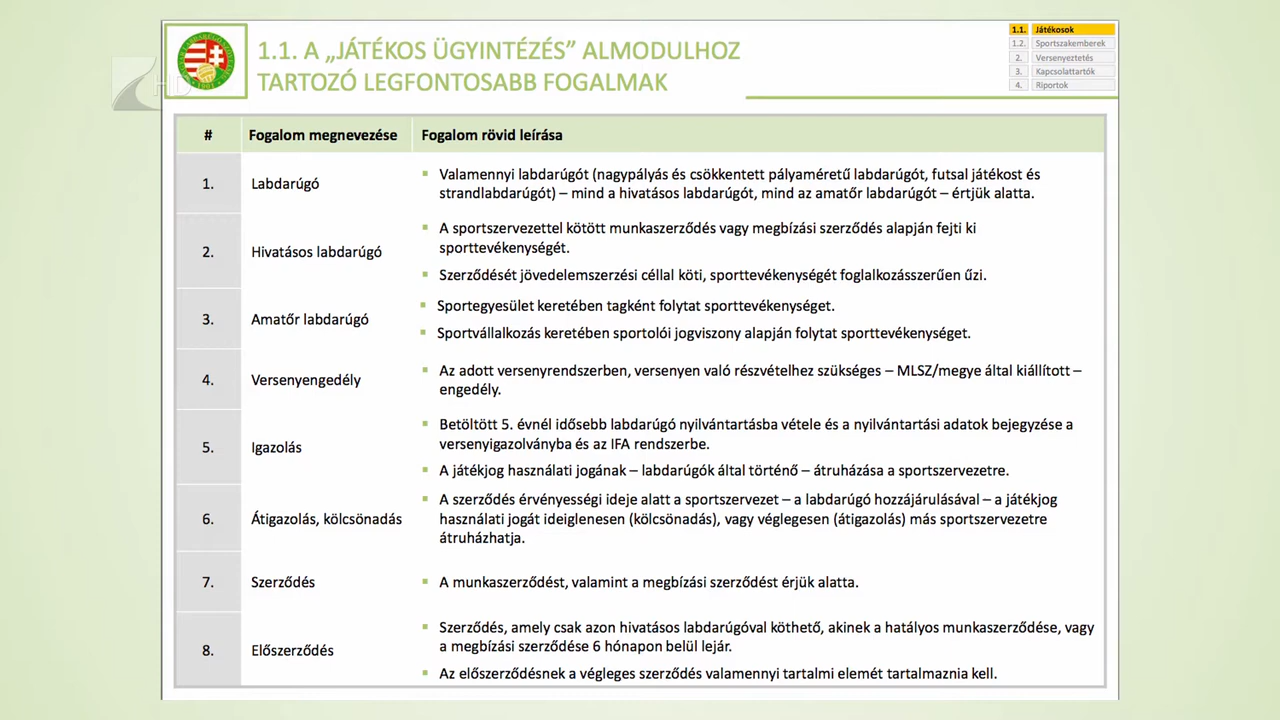 1.1. A „JÁTÉKOS ÜGYINTÉZÉS” ALMODULHOZ
TARTOZÓ LEGFONTOSABB FOGALMAK
HD
1.1. Játékosok
1.2. Sportszakemberek
2. Versenyeztetés
3. Kapcsolattartók
4. Riportok
# Fogalom megnevezése Fogalom rövid leírása
1. Labdarúgó
Valamennyi labdarúgót (nagypályás és csökkentett pályaméretű labdarúgót, futsal játékost és
strandlabdarúgót) – mind a hivatásos labdarúgót, mind az amatőr labdarúgót – értjük alatta.
2. Hivatásos labdarúgó
A sportszervezettel kötött munkaszerződés vagy megbízási szerződés alapján fejti ki
sporttevékenységét.
Szerződését jövedelemszerzési céllal köti, sporttevékenységét foglalkozásszerűen űzi.
3. Amatőr labdarúgó
Sportegyesület keretében tagként folytat sporttevékenységet.
Sportvállalkozás keretében sportolói jogviszony alapján folytat sporttevékenységet.
4. Versenyengedély
Az adott versenyrendszerben, versenyen való részvételhez szükséges – MLSZ/megye által kiállított –
engedély.
5. Igazolás
Betöltött 5. évnél idősebb labdarúgó nyilvántartásba vétele és a nyilvántartási adatok bejegyzése a
versenyigazolványba és az IFA rendszerbe.
A játékjog használati jogának – labdarúgók által történő – átruházása a sportszervezetre.
6. Átigazolás, kölcsönadás
A szerződés érvényességi ideje alatt a sportszervezet – a labdarúgó hozzájárulásával – a játékjog
használati jogát ideiglenesen (kölcsönadás), vagy véglegesen (átigazolás) más sportszervezetre
átruházhatja.
7. Szerződés
A munkaszerződést, valamint a megbízási szerződést érjük alatta.
8. Előszerződés
Szerződés, amely csak azon hivatásos labdarúgóval köthető, akinek a hatályos munkaszerződése, vagy
a megbízási szerződése 6 hónapon belül lejár.
Az előszerződésnek a végleges szerződés valamennyi tartalmi elemét tartalmaznia kell.